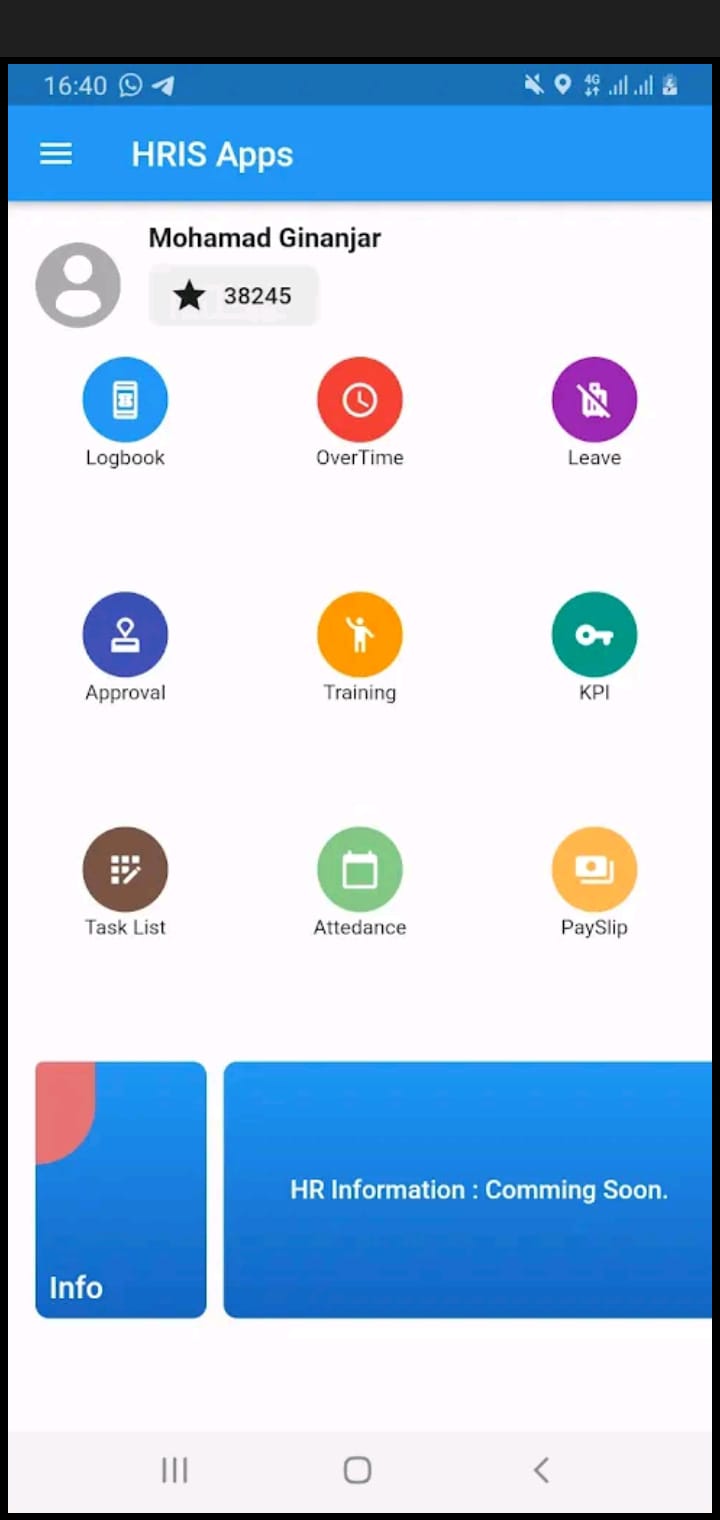 16:40
4G
HRIS Apps
Mohamad Ginanjar
38245
Logbook
OverTime
Leave
Approval
Training
KPI
Task List
Attedance
PaySlip
HR Information : Comming Soon.
Info